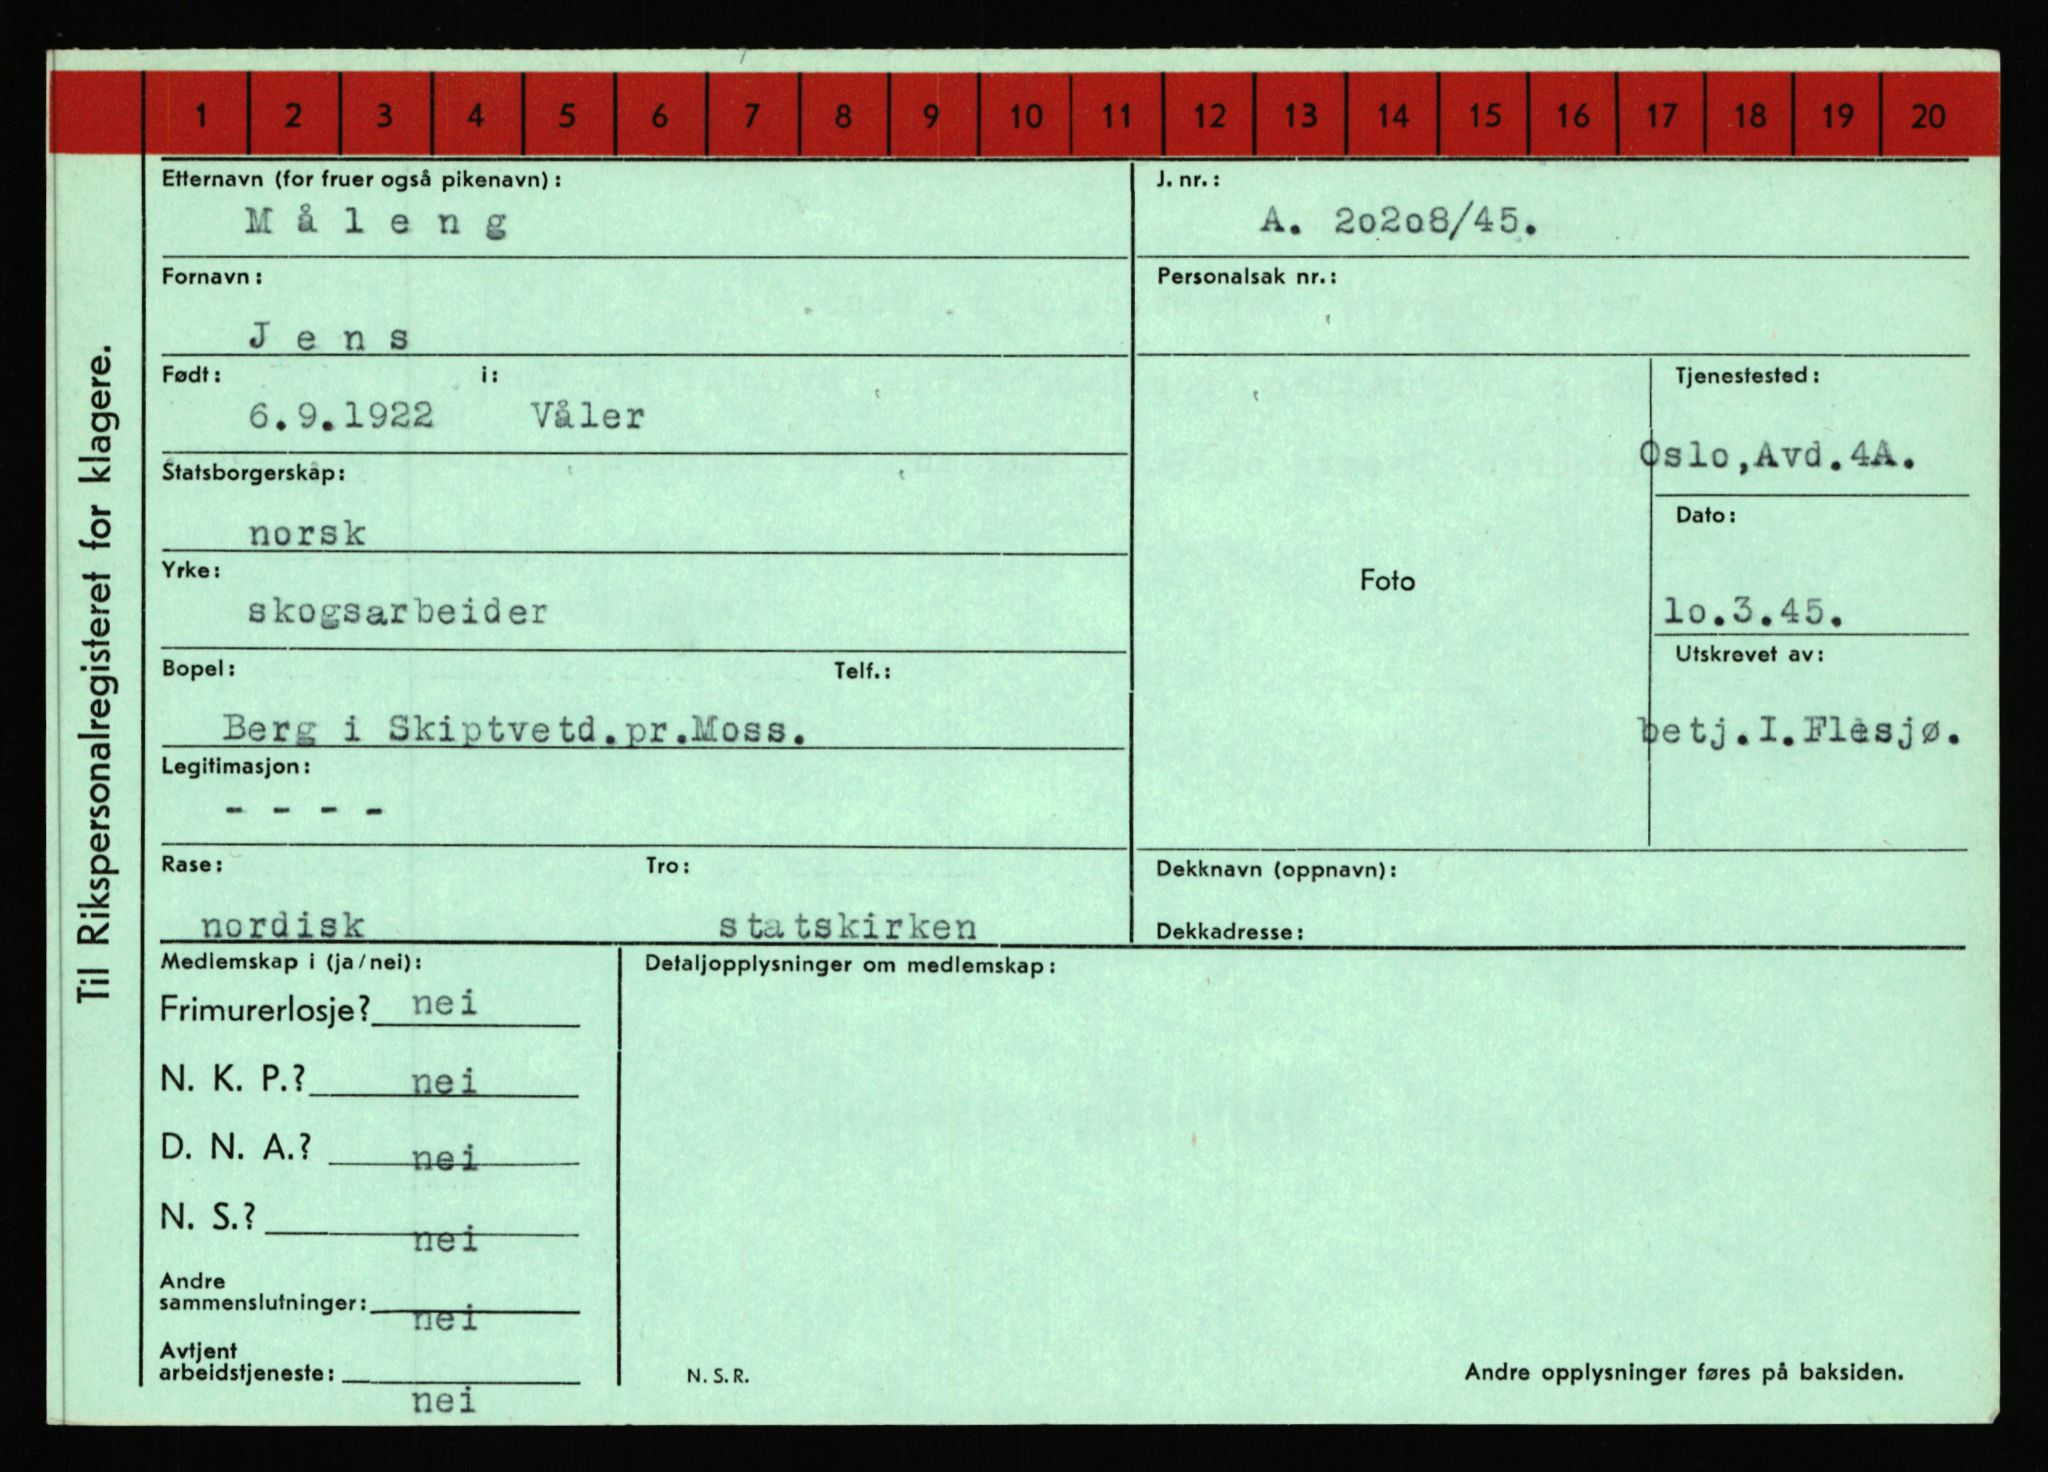 1 2 3 4 5 6 7 8 9 10 11 12 13 14 15 16 17 18 19 20
Til Rikspersonalregisteret for klagere.
Etternavn (for fruer også pikenavn):
Måleng
J. nr.:
A. 2o2o8/45.
Fornavn:
Jens
Personalsak nr.:
Født: i:
6.9.1922 Våler
Statsborgerskap:
norsk
Yrke:
skogsarbeider
Bopel: Telf.:
Berg i Skiptvetd.pr.Moss.
Legitimasjon:
- - - -
Rase: Tro:
nordisk statskirken
Foto
Tjenestested:
Oslo,Avd.4A.
Dato:
lo.3.45.
Utskrevet av:
betj.I.Flesjø.
Dekknavn (oppnavn):
Dekkadresse:
Medlemskap i (ja/nei):
Frimurerlosje? nei
N. K. P.? nei
D. N. A.? nei
N. S.? nei
Andre
sammenslutninger: nei
Avtjent
arbeidstjeneste: nei
Detaljopplysninger om medlemskap:
N. S. R.
Andre opplysninger føres på baksiden.